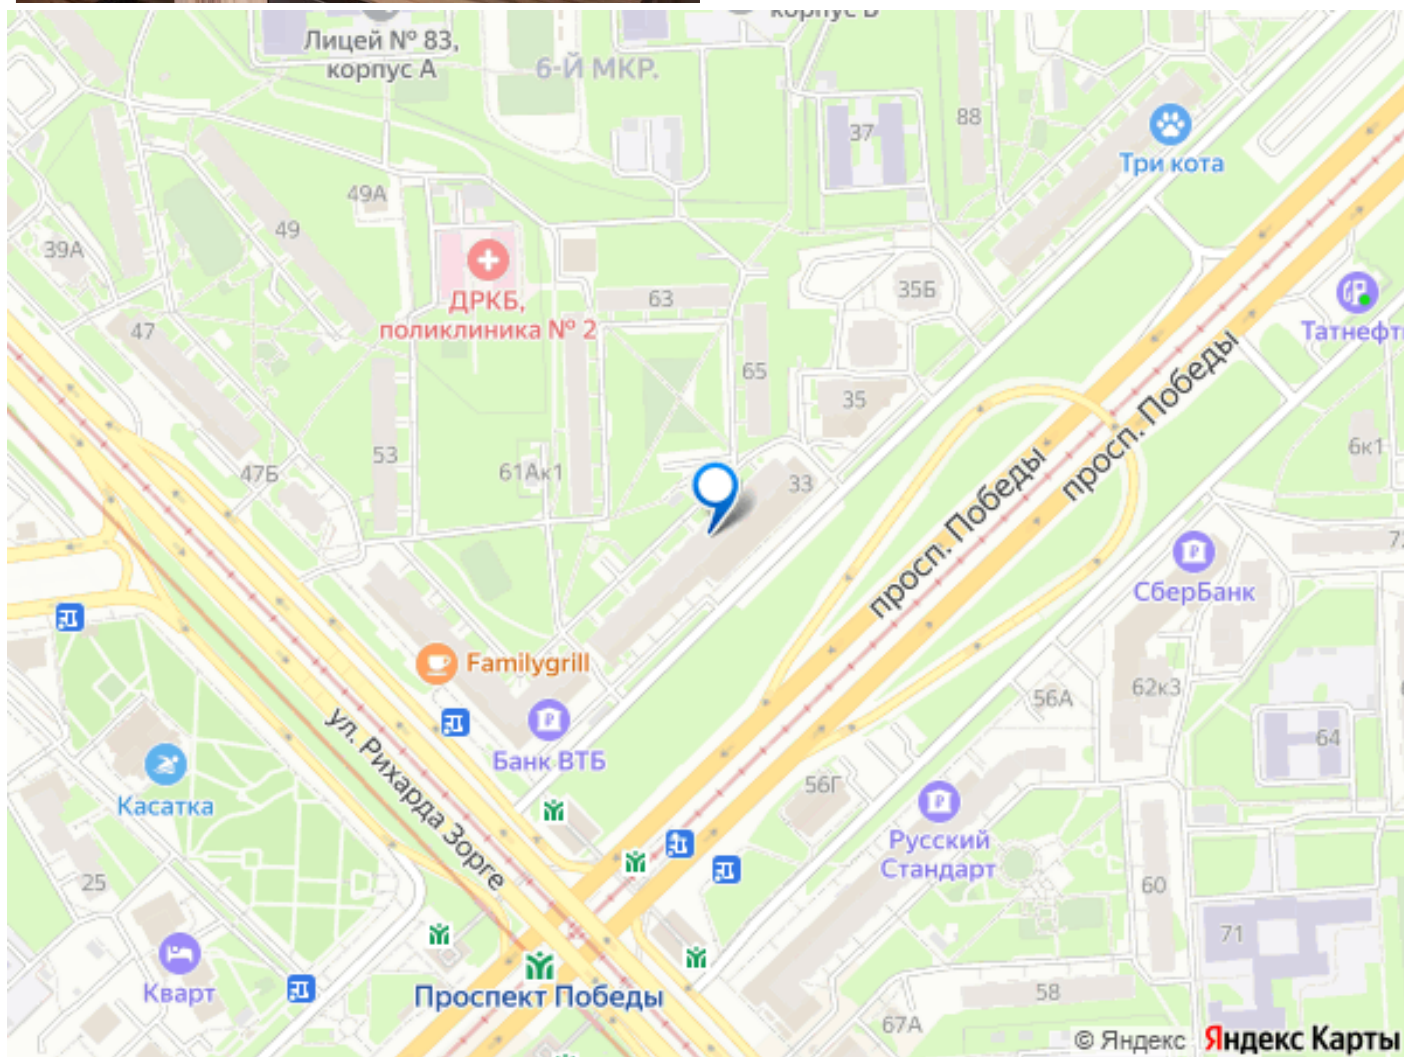 Лицей № 83,
корпус А
6-Й МКР.
88
37
Три кота
49А
49
39А
ДРКБ,
поликлиника № 2
63
35Б
Татнефть
47
65
35
просп. Победы
53
47Б
61Ак1
33
6к1
просп. Победы
72
СберБанк
Familygrill
56А
62к3
Банк ВТБ
64
ул. Рихарда Зорге
Касатка
56Г
Русский
Стандарт
25
60
71
Кварт
Проспект Победы
58
67А
© Яндекс Яндекс Карты